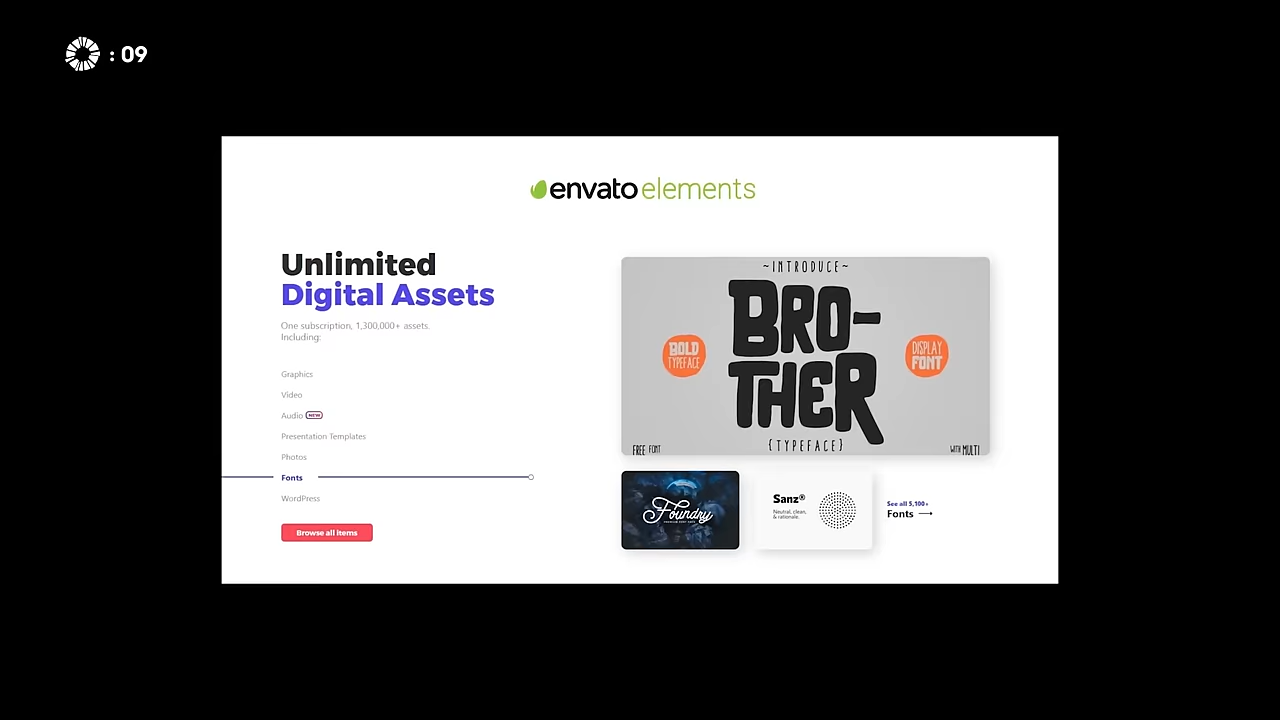 : 09
envato elements
Unlimited
Digital Assets
One subscription, 1,300,000+ assets.
Including:
Graphics
Video
Audio NEW
Presentation Templates
Photos
Fonts
WordPress
Browse all items
~INTRODUCE~
BRO-
THER
BOLD
TYPEFACE
DISPLAY
FONT
{TYPEFACE}
FREE FONT
WITH MULTI
Foundry
Sanz®
Neutral, clean,
& rationale.
See all 5,100+
Fonts